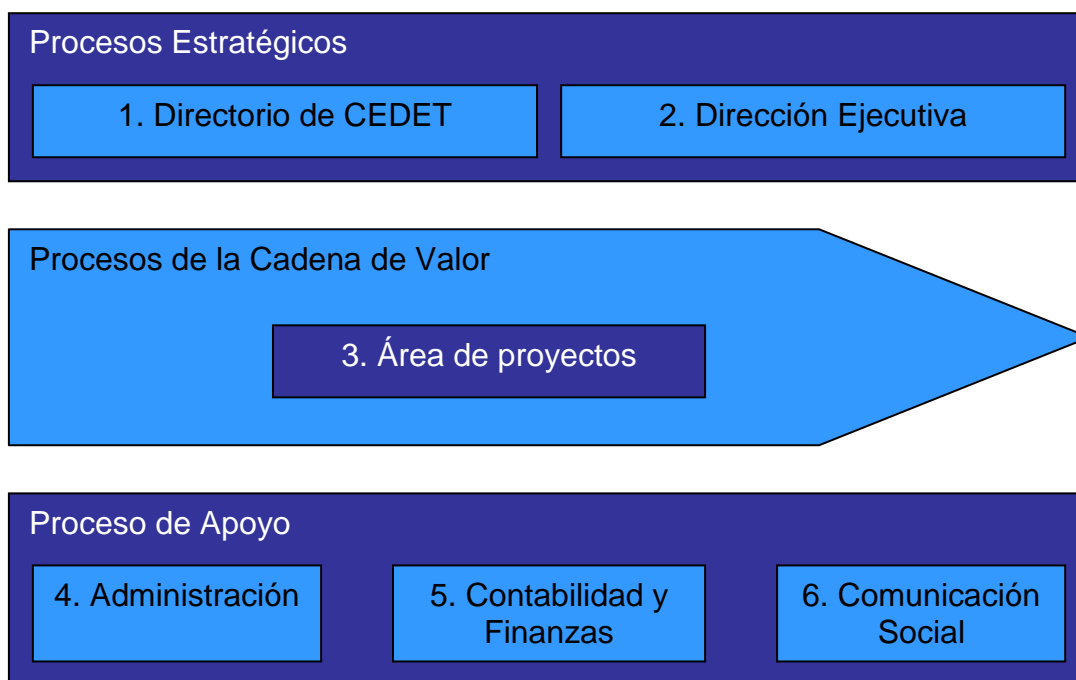 Procesos Estratégicos
1. Directorio de CEDET
2. Dirección Ejecutiva
Procesos de la Cadena de Valor
3. Área de proyectos
Proceso de Apoyo
4. Administración
5. Contabilidad y
Finanzas
6. Comunicación
Social